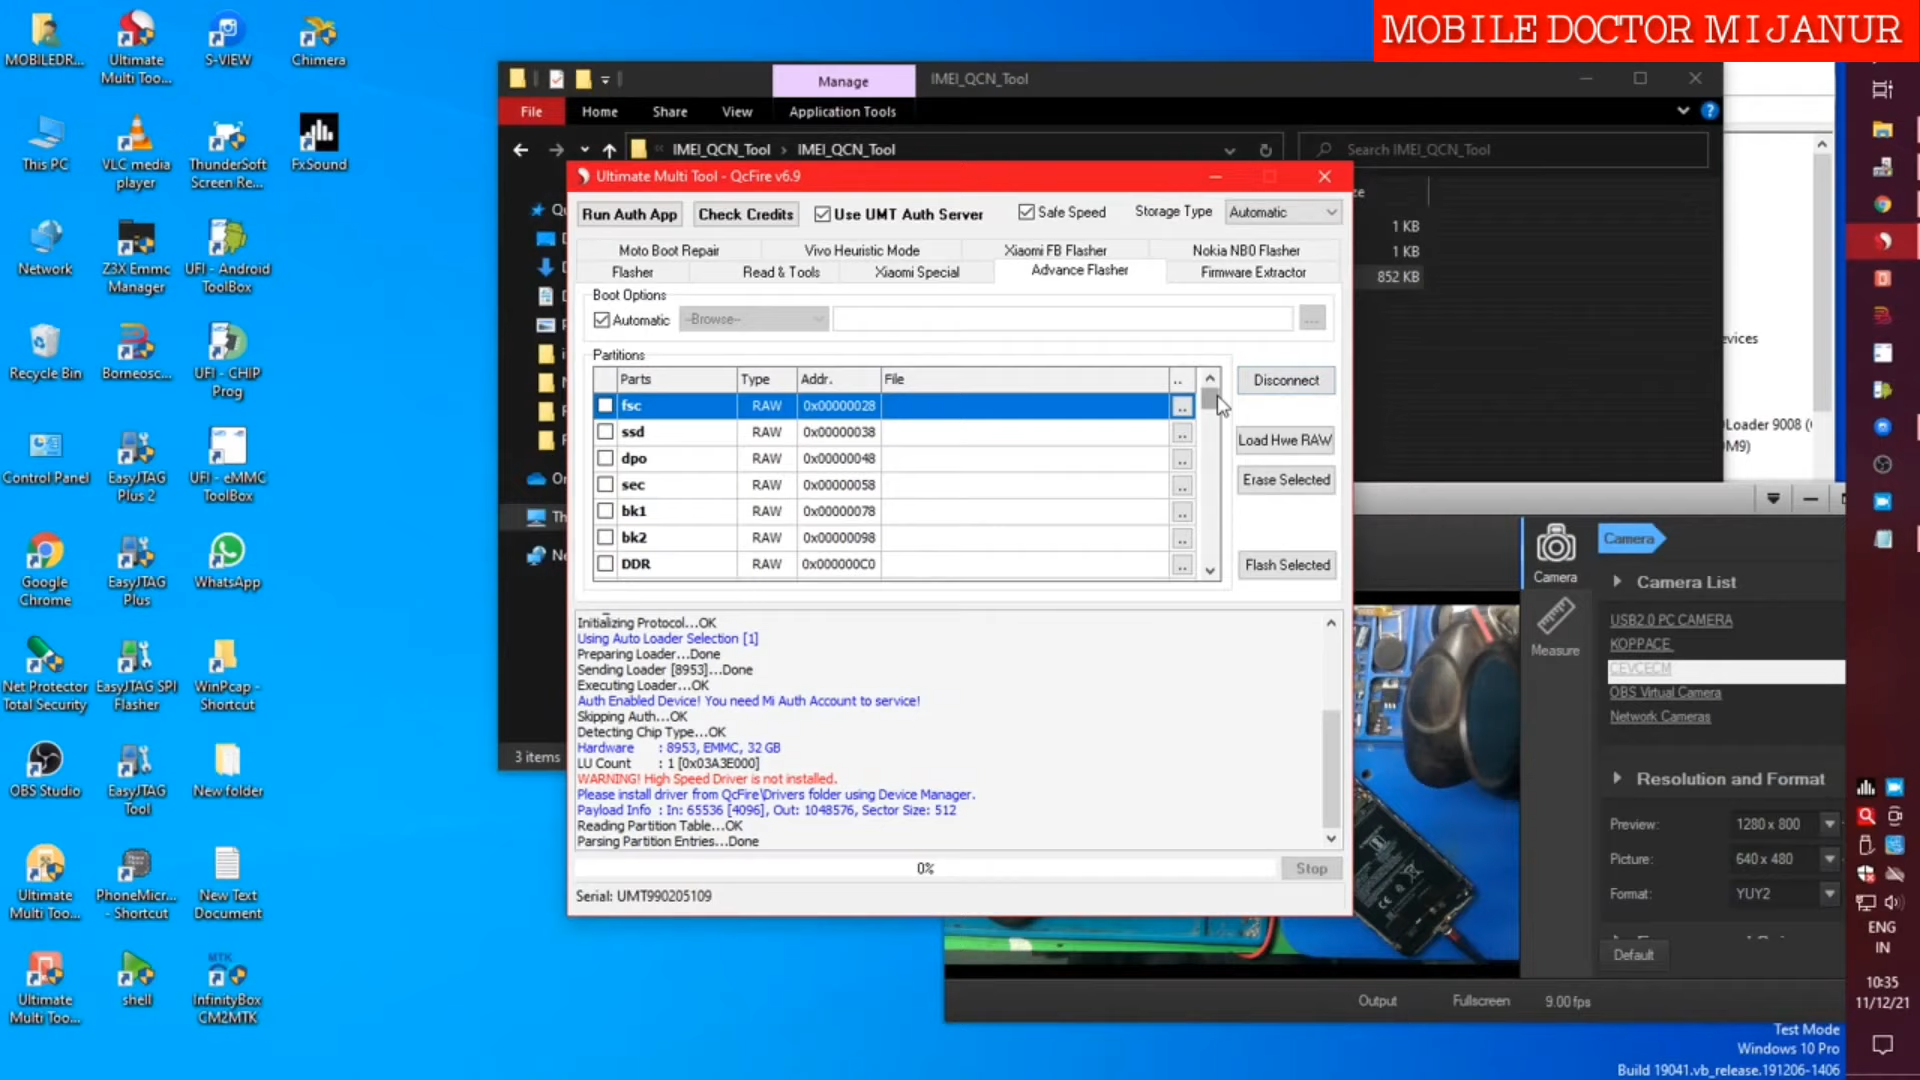 MOBILE DOCTOR MIJANUR
MOBILEDR...
Ultimate
Multi Too...
S-VIEW
Chimera
This PC
VLC media
player
ThunderSoft
Screen Re...
FxSound
Network
Z3X Emmc
Manager
UFI - Android
ToolBox
Recycle Bin
Borneosc...
UFI - CHIP
Prog
Control Panel
EasyJTAG
Plus 2
UFI - eMMC
ToolBox
Google
Chrome
EasyJTAG
Plus
WhatsApp
Net Protector
Total Security
EasyJTAG SPI
Flasher
WinPcap -
Shortcut
OBS Studio
EasyJTAG
Tool
New folder
Ultimate
Multi Too...
PhoneMicr...
- Shortcut
New Text
Document
Ultimate
Multi Too...
shell
MTK
InfinityBox
CM2MTK
Manage
IMEI_QCN_Tool
File
Home
Share
View
Application Tools
IMEI_QCN_Tool > IMEI_QCN_Tool
Search IMEI_QCN_Tool
1 KB
1 KB
852 KB
3 items
Ultimate Multi Tool - QcFire v6.9
Run Auth App
Check Credits
Use UMT Auth Server
Safe Speed
Storage Type
Automatic
Moto Boot Repair
Vivo Heuristic Mode
Xiaomi FB Flasher
Nokia NB0 Flasher
Flasher
Read & Tools
Xiaomi Special
Advance Flasher
Firmware Extractor
Boot Options
Automatic
--Browse--
Partitions
Parts Type Addr. File ..
fsc RAW 0x00000028 ..
ssd RAW 0x00000038 ..
dpo RAW 0x00000048 ..
sec RAW 0x00000058 ..
bk1 RAW 0x00000078 ..
bk2 RAW 0x00000098 ..
DDR RAW 0x000000C0 ..
Disconnect
Load Hwe RAW
Erase Selected
Flash Selected
Initializing Protocol...OK
Using Auto Loader Selection [1]
Preparing Loader...Done
Sending Loader [8953]...Done
Executing Loader...OK
Auth Enabled Device! You need Mi Auth Account to service!
Skipping Auth...OK
Detecting Chip Type...OK
Hardware : 8953, EMMC, 32 GB
LU Count : 1 [0x03A3E000]
WARNING! High Speed Driver is not installed.
Please install driver from QcFire\Drivers folder using Device Manager.
Payload Info : In: 65536 [4096], Out: 1048576, Sector Size: 512
Reading Partition Table...OK
Parsing Partition Entries...Done
0%
Stop
Serial: UMT990205109
evices
Loader 9008 (
M9)
Camera
Measure
Camera
Camera List
USB2.0 PC CAMERA
KOPPACE
CEVCECM
OBS Virtual Camera
Network Cameras
Resolution and Format
Preview: 1280 x 800
Picture: 640 x 480
Format: YUY2
Default
Output
Fullscreen
9.00 fps
ENG
IN
10:35
11/12/21
Test Mode
Windows 10 Pro
Build 19041.vb_release.191206-1406